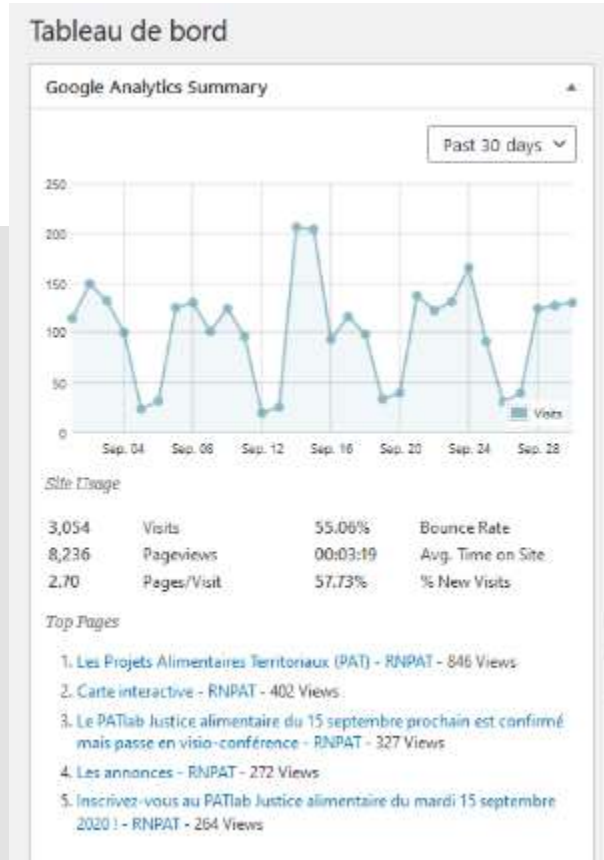 Tableau de bord
Google Analytics Summary
Past 30 days
250
200
150
100
50
0
Visits
Sep. 04 Sep. 08 Sep. 12 Sep. 16 Sep. 20 Sep. 24 Sep. 28
Site Usage
3,054 Visits 55.06% Bounce Rate
8,236 Pageviews 00:03:19 Avg. Time on Site
2.70 Pages/Visit 57.73% % New Visits
Top Pages
1. Les Projets Alimentaires Territoriaux (PAT) - RNPAT - 846 Views
2. Carte interactive - RNPAT - 402 Views
3. Le PATlab Justice alimentaire du 15 septembre prochain est confirmé
mais passe en visio-conférence - RNPAT - 327 Views
4. Les annonces - RNPAT - 272 Views
5. Inscrivez-vous au PATlab Justice alimentaire du mardi 15 septembre
2020 ! - RNPAT - 264 Views